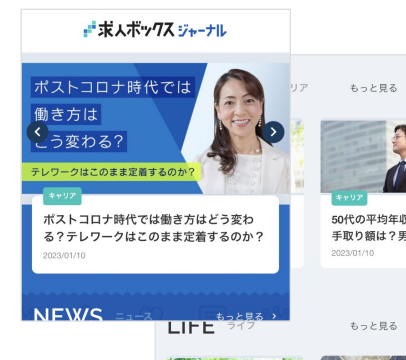 求人ボックス ジャーナル
ポストコロナ時代では
働き方は
こう変わる？
テレワークはこのまま定着するのか？
キャリア
ポストコロナ時代では働き方はどう変わ
る？テレワークはこのまま定着するのか？
2023/01/10
NEWS ニュース もっと見る
リア もっと見る
キャリア
50代の平均年収
手取り額は？男
2023/01/10
LIFE ライフ もっと見る